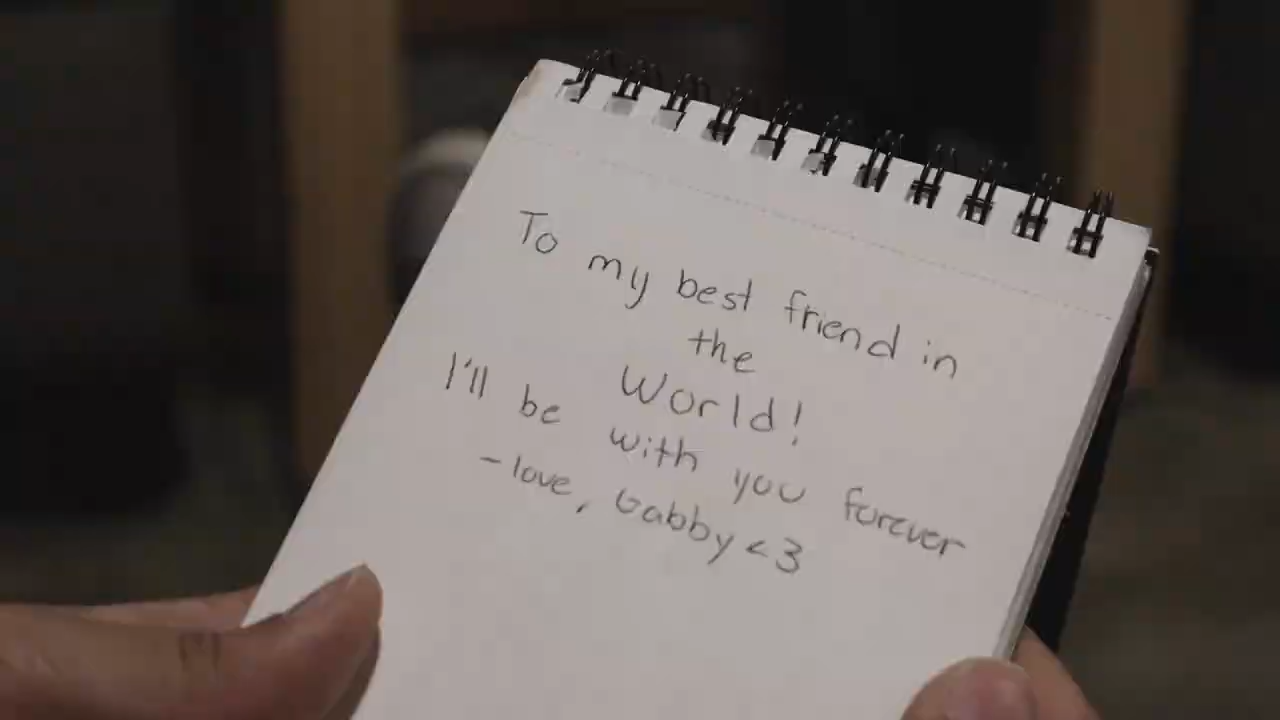 To my best friend in
the
World!
I'll be with you forever
-love, Gabby <3